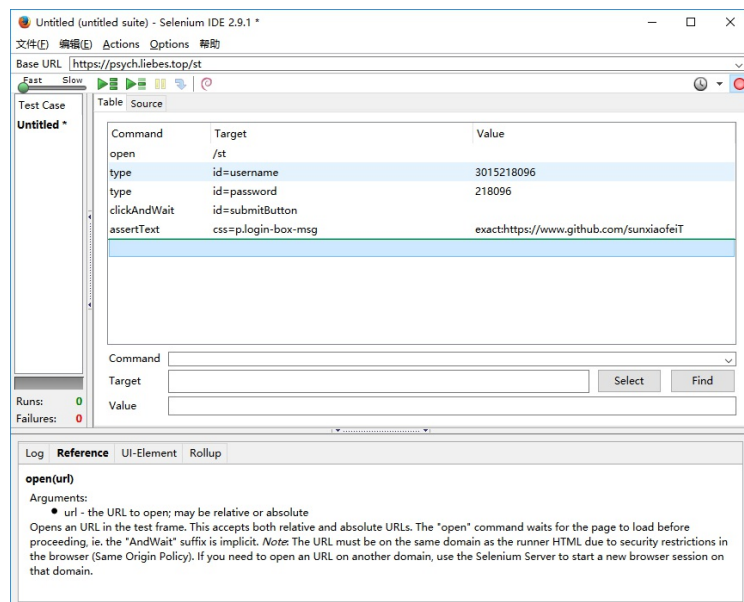 Untitled (untitled suite) - Selenium IDE 2.9.1 *
文件(F) 编辑(E) Actions Options 帮助
Base URL https://psych.liebes.top/st
Fast Slow
Test Case
Table Source
Untitled *
Command Target Value
open /st
type id=username 3015218096
type id=password 218096
clickAndWait id=submitButton
assertText css=p.login-box-msg exact:https://www.github.com/sunxiaofeiT
Command
Target Select Find
Value
Runs: 0
Failures: 0
Log Reference UI-Element Rollup
open(url)
Arguments:
● url - the URL to open; may be relative or absolute
Opens an URL in the test frame. This accepts both relative and absolute URLs. The "open" command waits for the page to load before
proceeding, ie. the "AndWait" suffix is implicit. Note: The URL must be on the same domain as the runner HTML due to security restrictions in
the browser (Same Origin Policy). If you need to open an URL on another domain, use the Selenium Server to start a new browser session on
that domain.